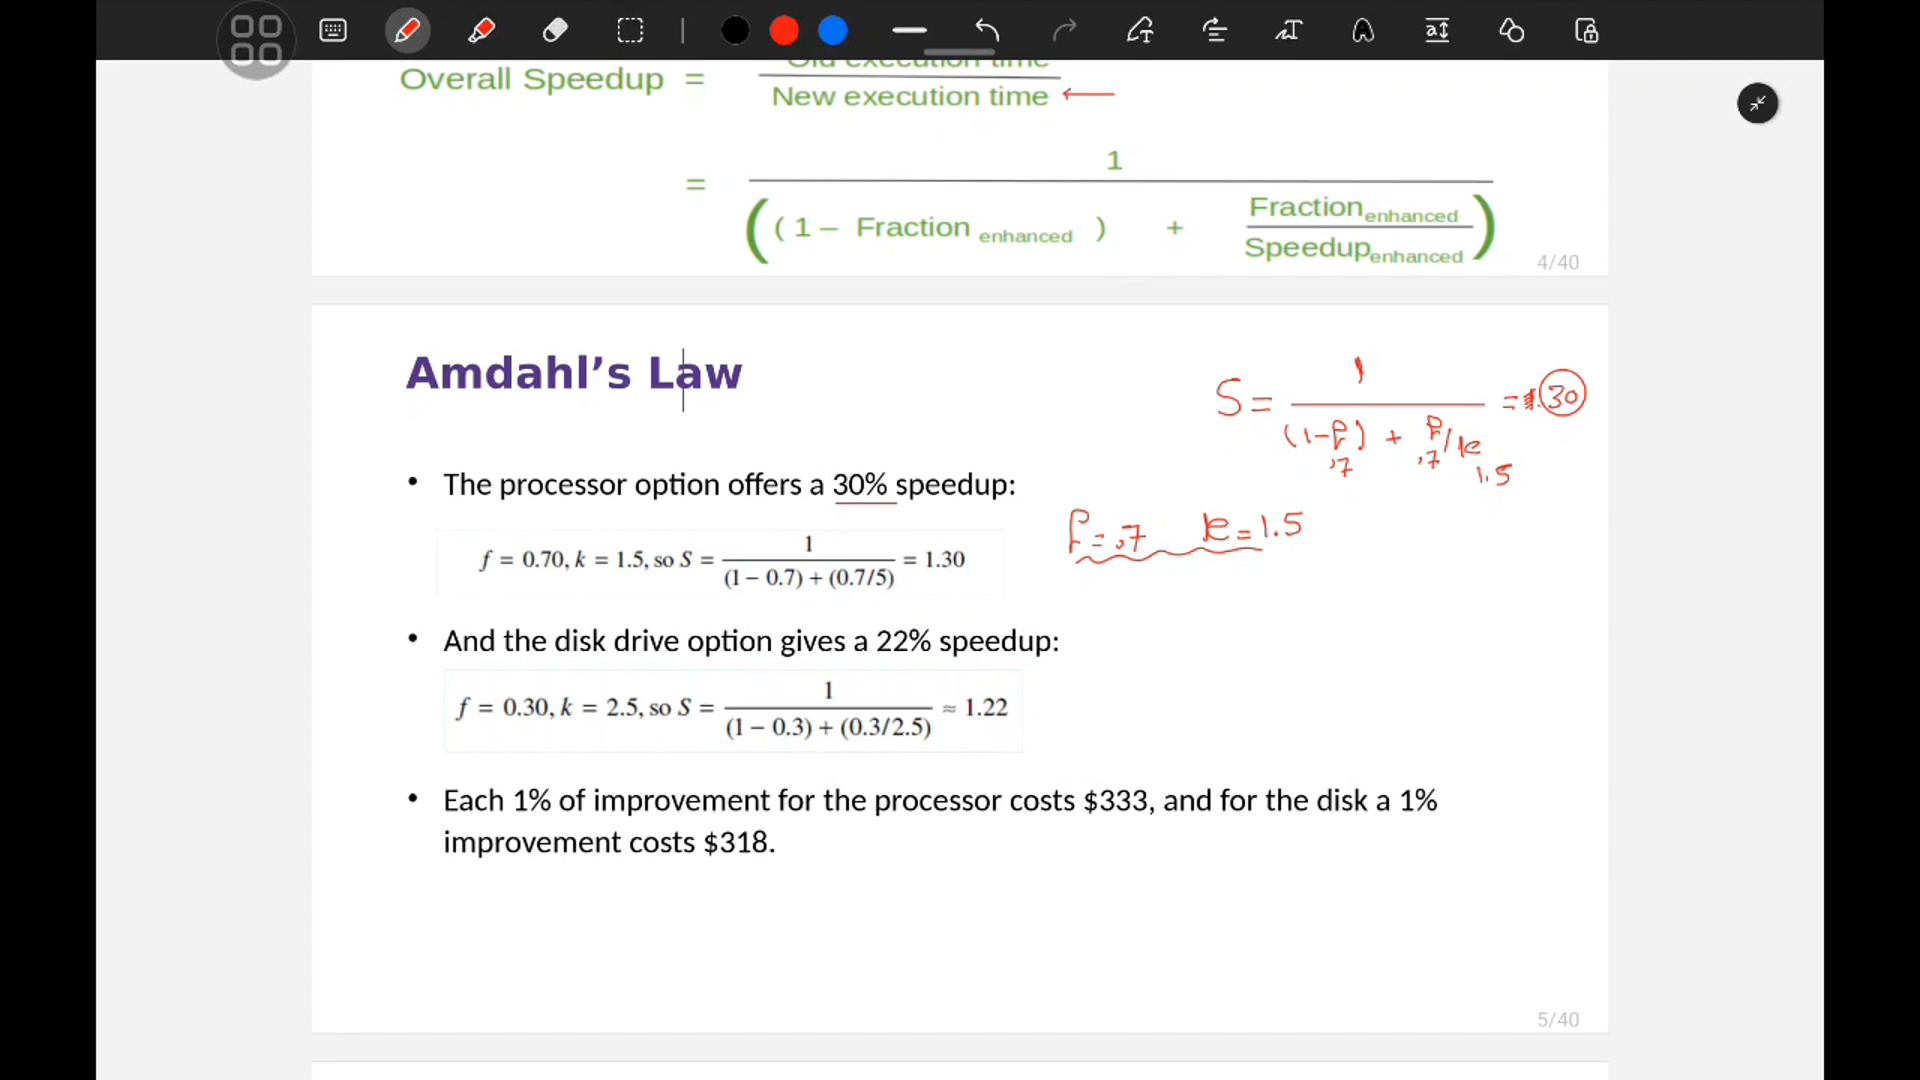 Overall Speedup = Old execution time / New execution time ←
= 1 / ( ( 1 – Fraction enhanced ) + Fraction enhanced / Speedup enhanced )
4/40
Amdahl’s Law
S = 1 / ((1-f) + f/k) = 1.30
.7 .7 1.5
• The processor option offers a 30% speedup:
f = .7 k = 1.5
f = 0.70, k = 1.5, so S = 1 / ((1 − 0.7) + (0.7/5)) = 1.30
• And the disk drive option gives a 22% speedup:
f = 0.30, k = 2.5, so S = 1 / ((1 − 0.3) + (0.3/2.5)) ≈ 1.22
• Each 1% of improvement for the processor costs $333, and for the disk a 1%
improvement costs $318.
5/40